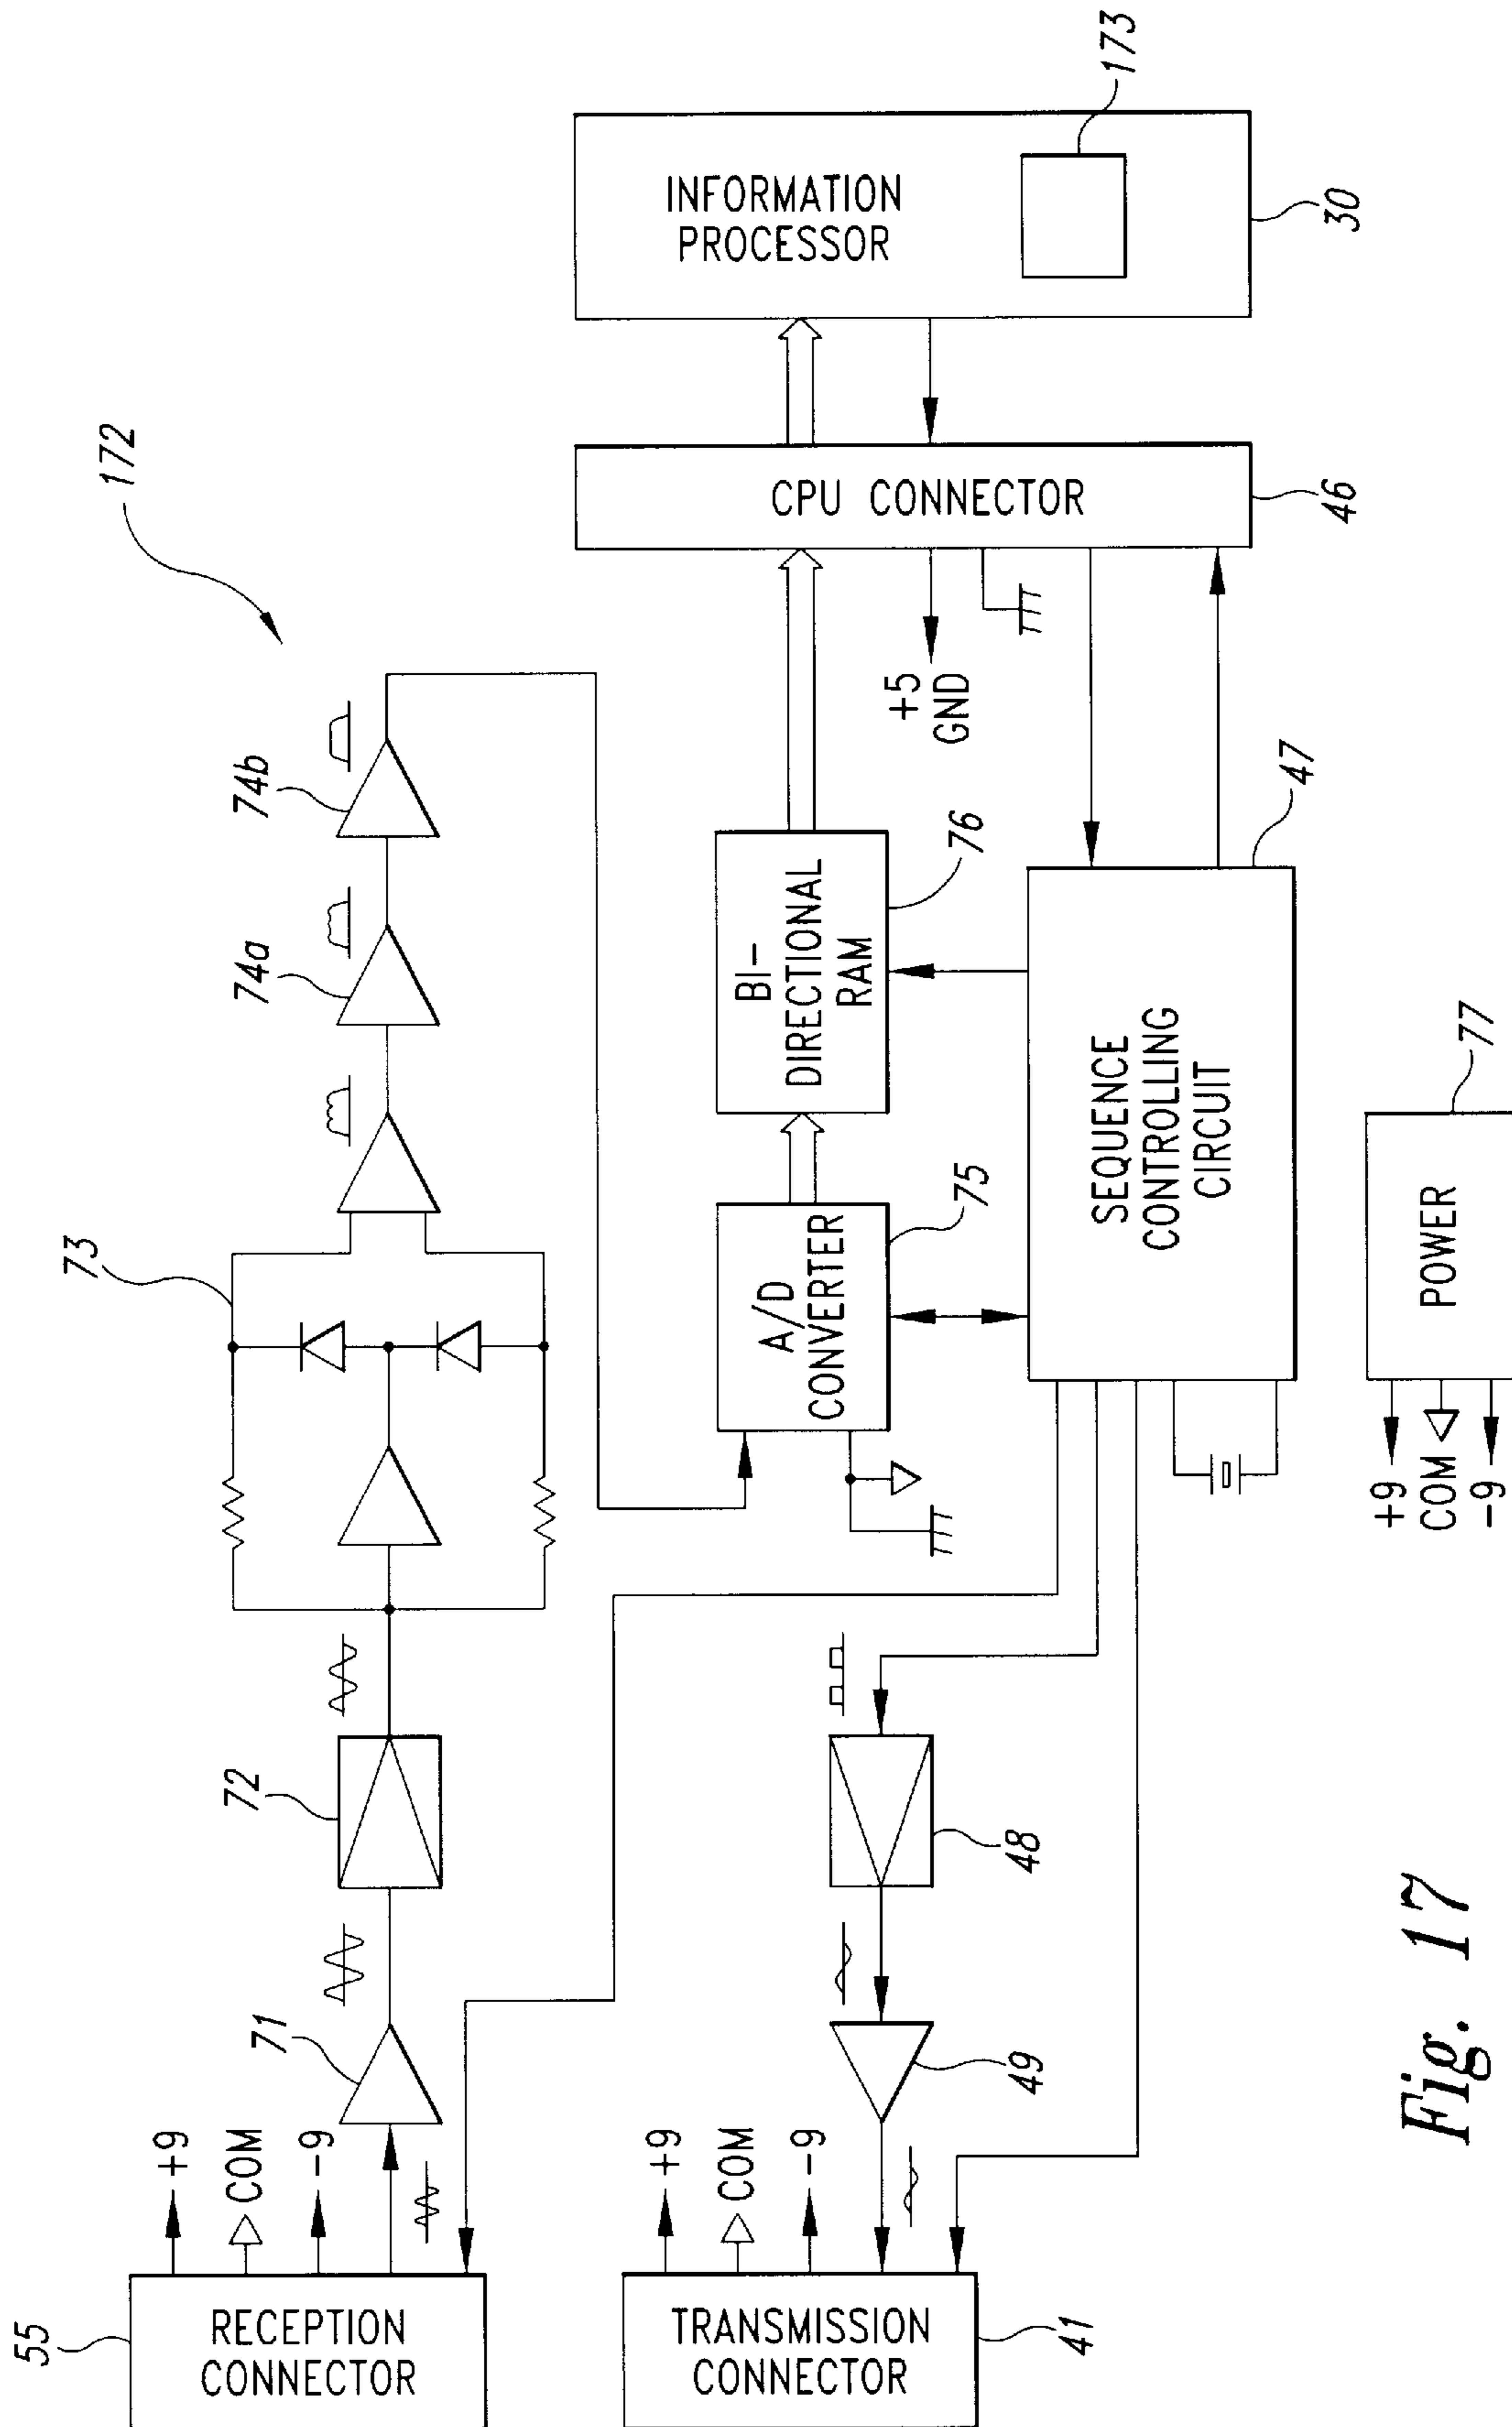 172
55
RECEPTION
CONNECTOR
+9
COM
-9
71
72
73
74a
74b
TRANSMISSION
CONNECTOR
41
+9
COM
-9
49
48
A/D
CONVERTER
75
BI-
DIRECTIONAL
RAM
76
+5
GND
CPU CONNECTOR
46
INFORMATION
PROCESSOR
173
30
SEQUENCE
CONTROLLING
CIRCUIT
47
+9
COM
-9
POWER
77
Fig. 17